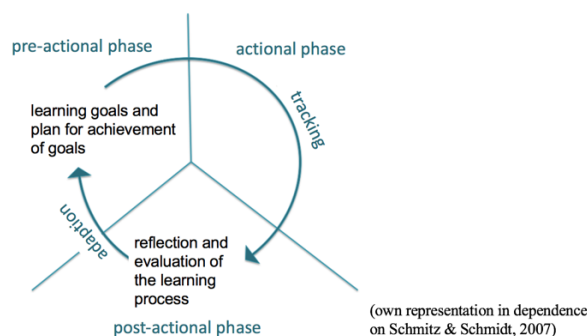 pre-actional phase
actional phase
learning goals and
plan for achievement
of goals
tracking
adaption
reflection and
evaluation of
the learning
process
post-actional phase
(own representation in dependence
on Schmitz & Schmidt, 2007)